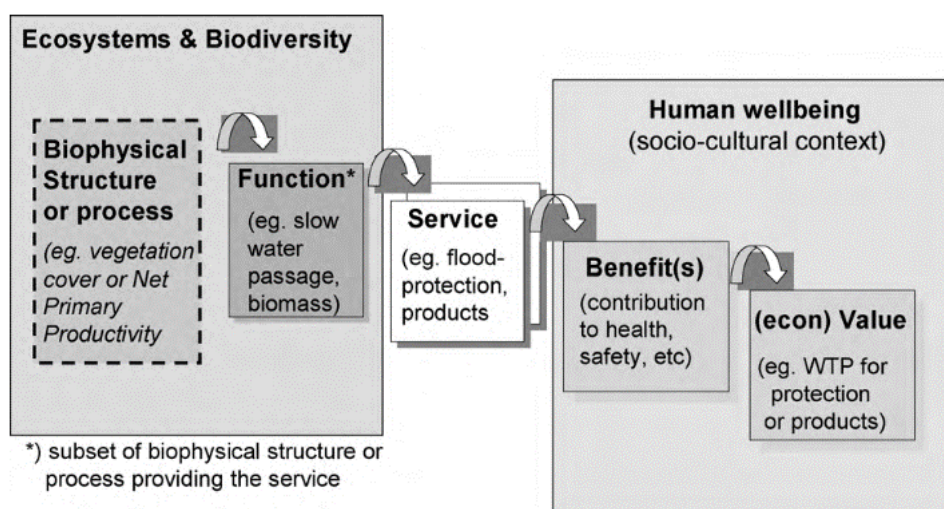 Ecosystems & Biodiversity
Biophysical
Structure
or process
(eg. vegetation
cover or Net
Primary
Productivity
Function*
(eg. slow
water
passage,
biomass)
Service
(eg. flood-
protection,
products
Human wellbeing
(socio-cultural context)
Benefit(s)
(contribution
to health,
safety, etc)
(econ) Value
(eg. WTP for
protection
or products)
*) subset of biophysical structure or
process providing the service